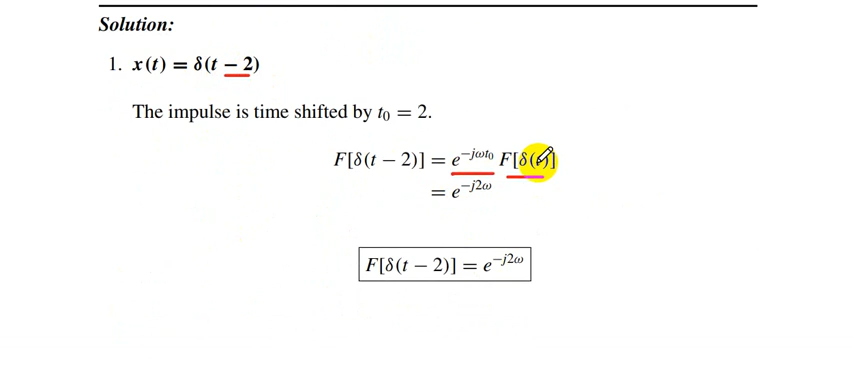 Solution:
1. x(t) = δ(t − 2)
The impulse is time shifted by t₀ = 2.
F[δ(t − 2)] = e^{−jωt₀} F[δ(t)]
= e^{−j2ω}
F[δ(t − 2)] = e^{−j2ω}